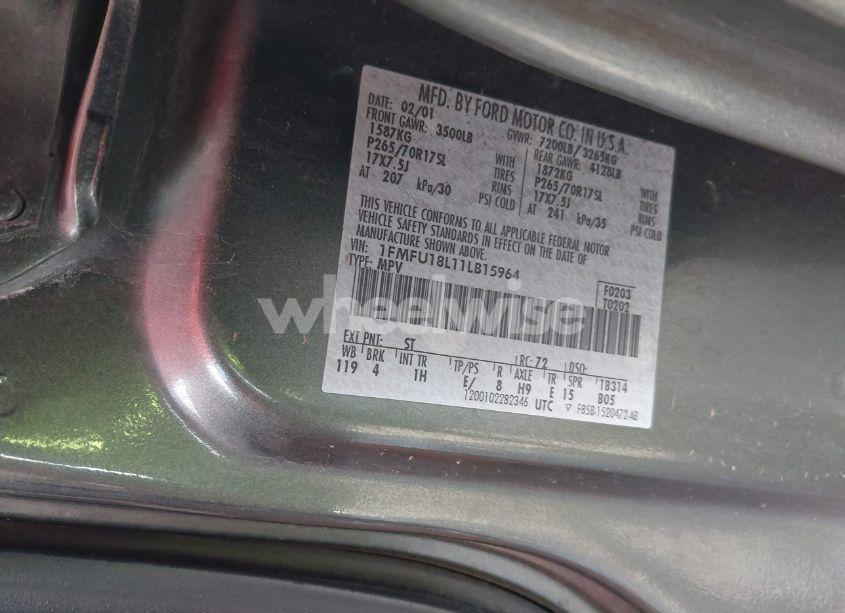 MFD. BY FORD MOTOR CO. IN U.S.A.
DATE: 02/01 GVWR: 7200LB/ 3265KG
FRONT GAWR: 3500LB REAR GAWR: 4128LB
1587KG WITH 1872KG WITH
P265/70R17SL TIRES P265/70R17SL TIRES
17X7.5J RIMS 17X7.5J RIMS
AT 207 kPa/30 PSI COLD AT 241 kPa/35 PSI COLD
THIS VEHICLE CONFORMS TO ALL APPLICABLE FEDERAL MOTOR
VEHICLE SAFETY STANDARDS IN EFFECT ON THE DATE OF
MANUFACTURE SHOWN ABOVE.
VIN: 1FMFU18L11LB15964
TYPE: MPV
F0203
T0202
wheelwise
EXT PNT: ST RC: 72 DSO:
WB BRK INT TR TP/PS R AXLE TR SPR 1B314
119 4 1H E/ 8 H9 E 15 B05
1200102282346 UTC F85B-1520472-AB